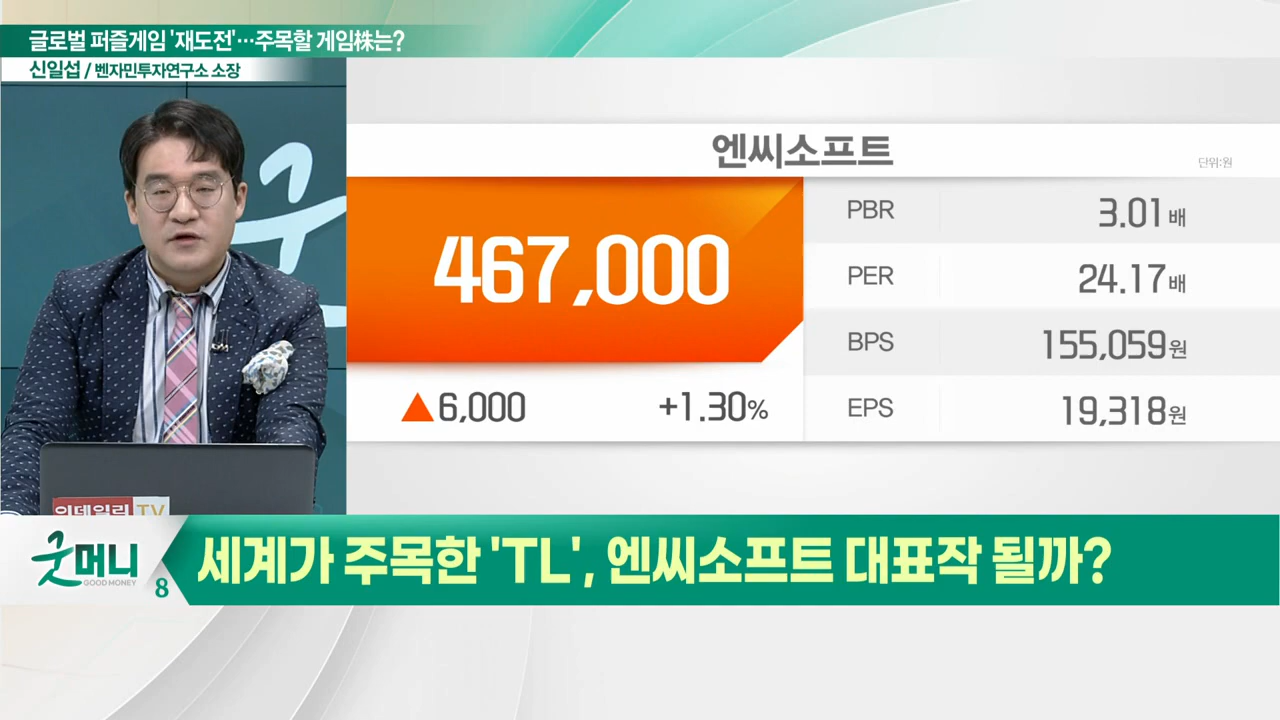 글로벌 퍼즐게임 '재도전'…주목할 게임株는?
신일섭 / 벤자민투자연구소 소장
엔씨소프트
단위:원
467,000
▲6,000 +1.30%
PBR 3.01배
PER 24.17배
BPS 155,059원
EPS 19,318원
이데일리TV
굿머니
GOOD MONEY
8
세계가 주목한 'TL', 엔씨소프트 대표작 될까?